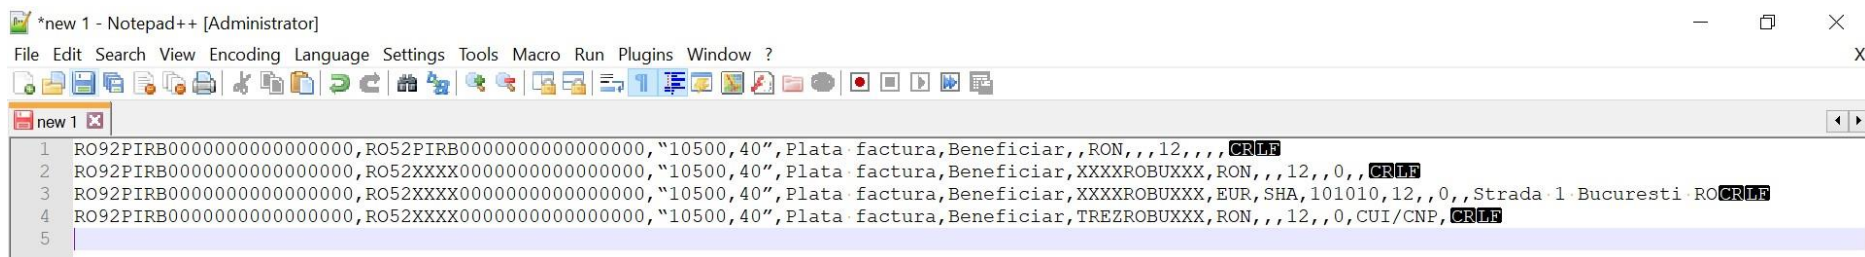 *new 1 - Notepad++ [Administrator]
File Edit Search View Encoding Language Settings Tools Macro Run Plugins Window ? X
new 1
1 RO92PIRB0000000000000000,RO52PIRB0000000000000000,“10500,40”,Plata factura,Beneficiar,,RON,,,12,,,,CRLF
2 RO92PIRB0000000000000000,RO52XXXX0000000000000000,“10500,40”,Plata factura,Beneficiar,XXXXROBUXXX,RON,,,12,,0,,CRLF
3 RO92PIRB0000000000000000,RO52XXXX0000000000000000,“10500,40”,Plata factura,Beneficiar,XXXXROBUXXX,EUR,SHA,101010,12,,0,,Strada 1 Bucuresti ROCRLF
4 RO92PIRB0000000000000000,RO52XXXX0000000000000000,“10500,40”,Plata factura,Beneficiar,TREZROBUXXX,RON,,,12,,0,CUI/CNP,CRLF
5